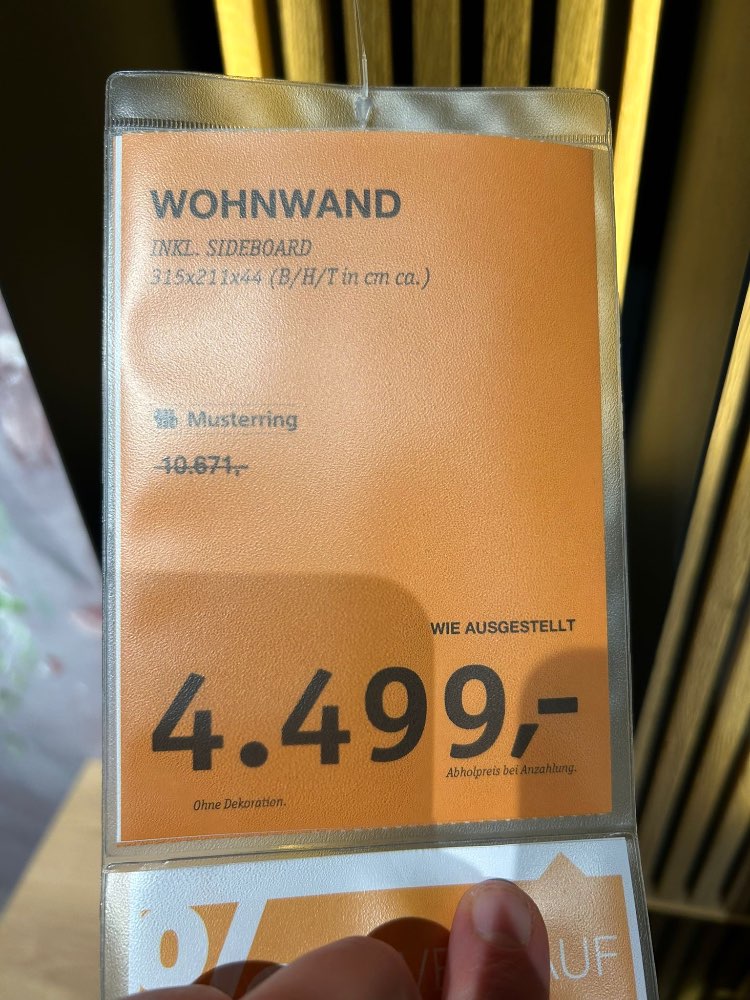 WOHNWAND
INKL. SIDEBOARD
315x211x44 (B/H/T in cm ca.)
Musterring
10.671,-
WIE AUSGESTELLT
4.499,-
Abholpreis bei Anzahlung.
Ohne Dekoration.
%